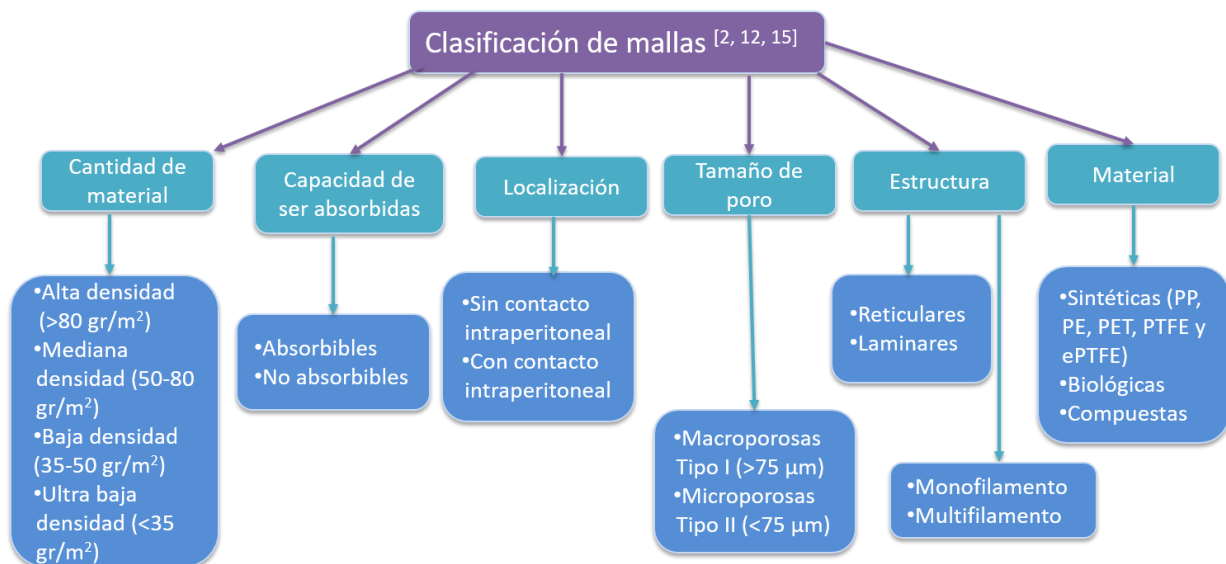 Clasificación de mallas [2, 12, 15]
Cantidad de
material
Capacidad de
ser absorbidas
Localización
Tamaño de
poro
Estructura
Material
•Alta densidad
(>80 gr/m²)
•Mediana
densidad (50-80
gr/m²)
•Baja densidad
(35-50 gr/m²)
•Ultra baja
densidad (<35
gr/m²)
•Absorbibles
•No absorbibles
•Sin contacto
intraperitoneal
•Con contacto
intraperitoneal
•Macroporosas
Tipo I (>75 µm)
•Microporosas
Tipo II (<75 µm)
•Reticulares
•Laminares
•Monofilamento
•Multifilamento
•Sintéticas (PP,
PE, PET, PTFE y
ePTFE)
•Biológicas
•Compuestas